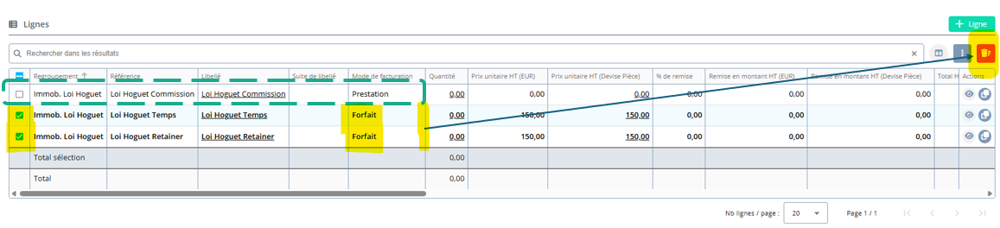 Lignes
+ Ligne
Rechercher dans les résultats
Regroupement Référence Libellé Suite de libellé Mode de facturation Quantité Prix unitaire HT (EUR) Prix unitaire HT (Devise Pièce) % de remise Remise en montant HT (EUR) Remise en montant HT (Devise Pièce) Total H Actions
Immob. Loi Hoguet Loi Hoguet Commission Loi Hoguet Commission Prestation 0,00 0,00 0,00 0,00 0,00 0,00
Immob. Loi Hoguet Loi Hoguet Temps Loi Hoguet Temps Forfait 0,00 150,00 150,00 0,00 0,00 0,00
Immob. Loi Hoguet Loi Hoguet Retainer Loi Hoguet Retainer Forfait 0,00 150,00 150,00 0,00 0,00 0,00
Total sélection 0,00
Total 0,00
Nb lignes / page : 20 Page 1 / 1